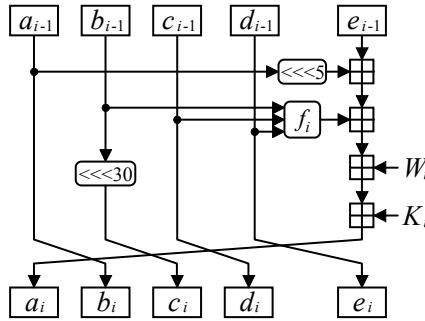 a_{i-1} b_{i-1} c_{i-1} d_{i-1} e_{i-1}
<<<5
f_i
<<<30
W_i
K_i
a_i b_i c_i d_i e_i